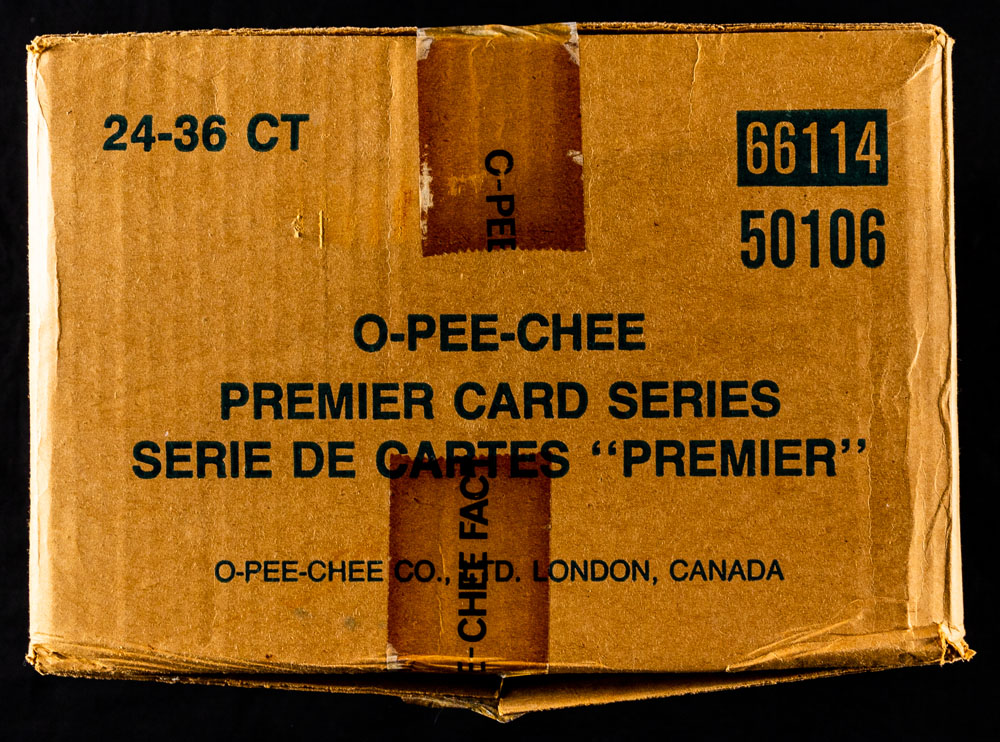 24-36 CT
66114
50106
O-PEE-CHEE
PREMIER CARD SERIES
SERIE DE CARTES “PREMIER”
O-PEE-CHEE CO., LTD. LONDON, CANADA
O-PEE
-CHEE FACT